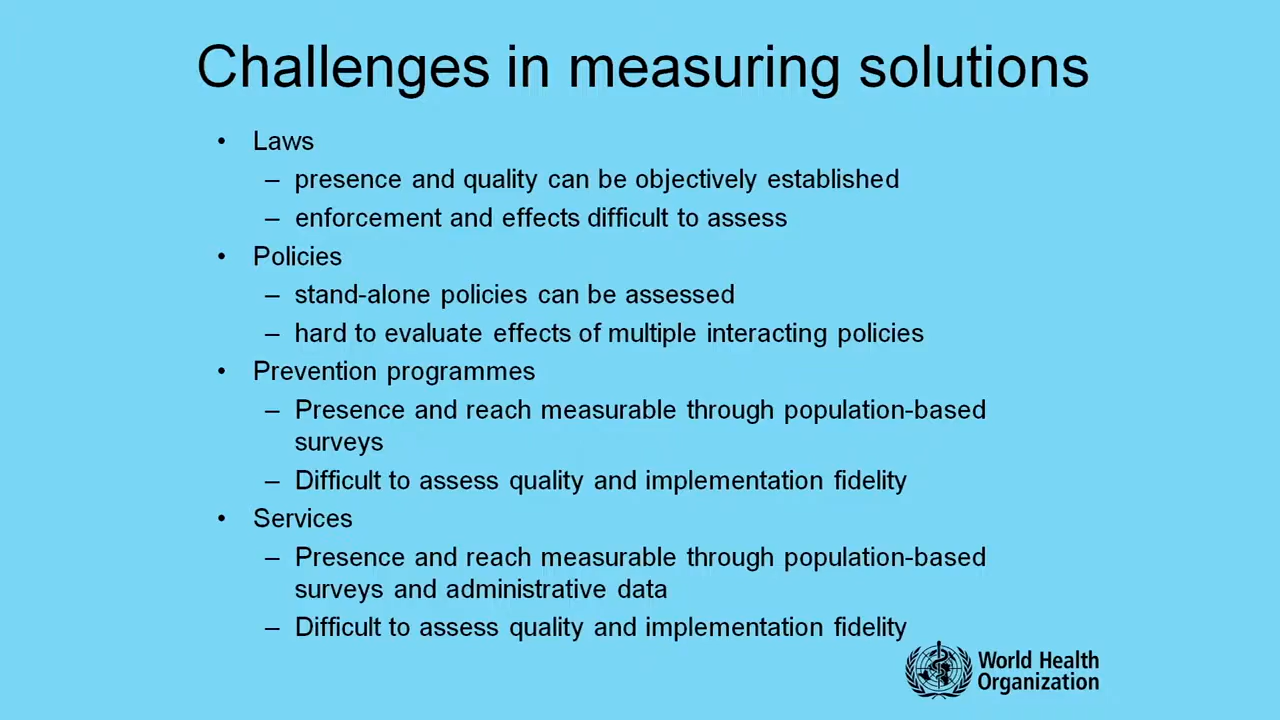 Challenges in measuring solutions
• Laws
– presence and quality can be objectively established
– enforcement and effects difficult to assess
• Policies
– stand-alone policies can be assessed
– hard to evaluate effects of multiple interacting policies
• Prevention programmes
– Presence and reach measurable through population-based
surveys
– Difficult to assess quality and implementation fidelity
• Services
– Presence and reach measurable through population-based
surveys and administrative data
– Difficult to assess quality and implementation fidelity
World Health
Organization